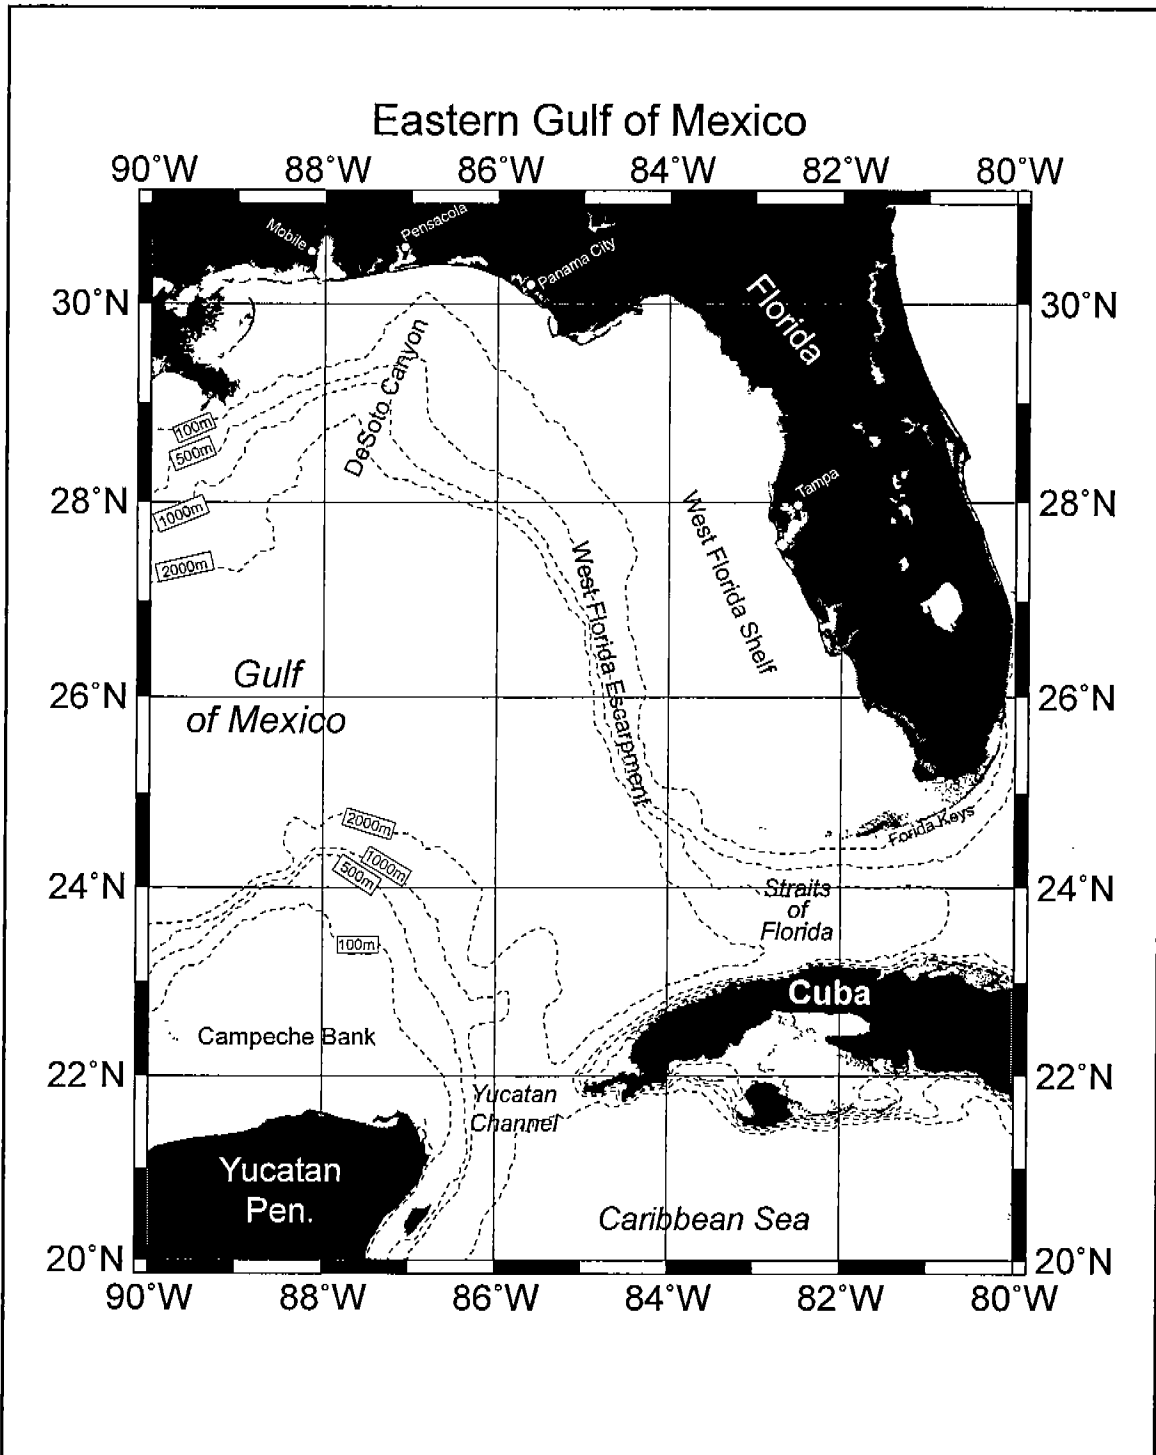 Eastern Gulf of Mexico
90°W 88°W 86°W 84°W 82°W 80°W
Mobile
Pensacola
Panama City
30°N
30°N
Florida
DeSoto Canyon
100m
500m
1000m
2000m
28°N
28°N
Tampa
West Florida Shelf
West Florida Escarpment
Gulf
of Mexico
26°N
26°N
2000m
1000m
500m
100m
Forida Keys
24°N
24°N
Straits
of
Florida
Cuba
Campeche Bank
22°N
22°N
Yucatan
Channel
Yucatan
Pen.
Caribbean Sea
20°N
20°N
90°W 88°W 86°W 84°W 82°W 80°W